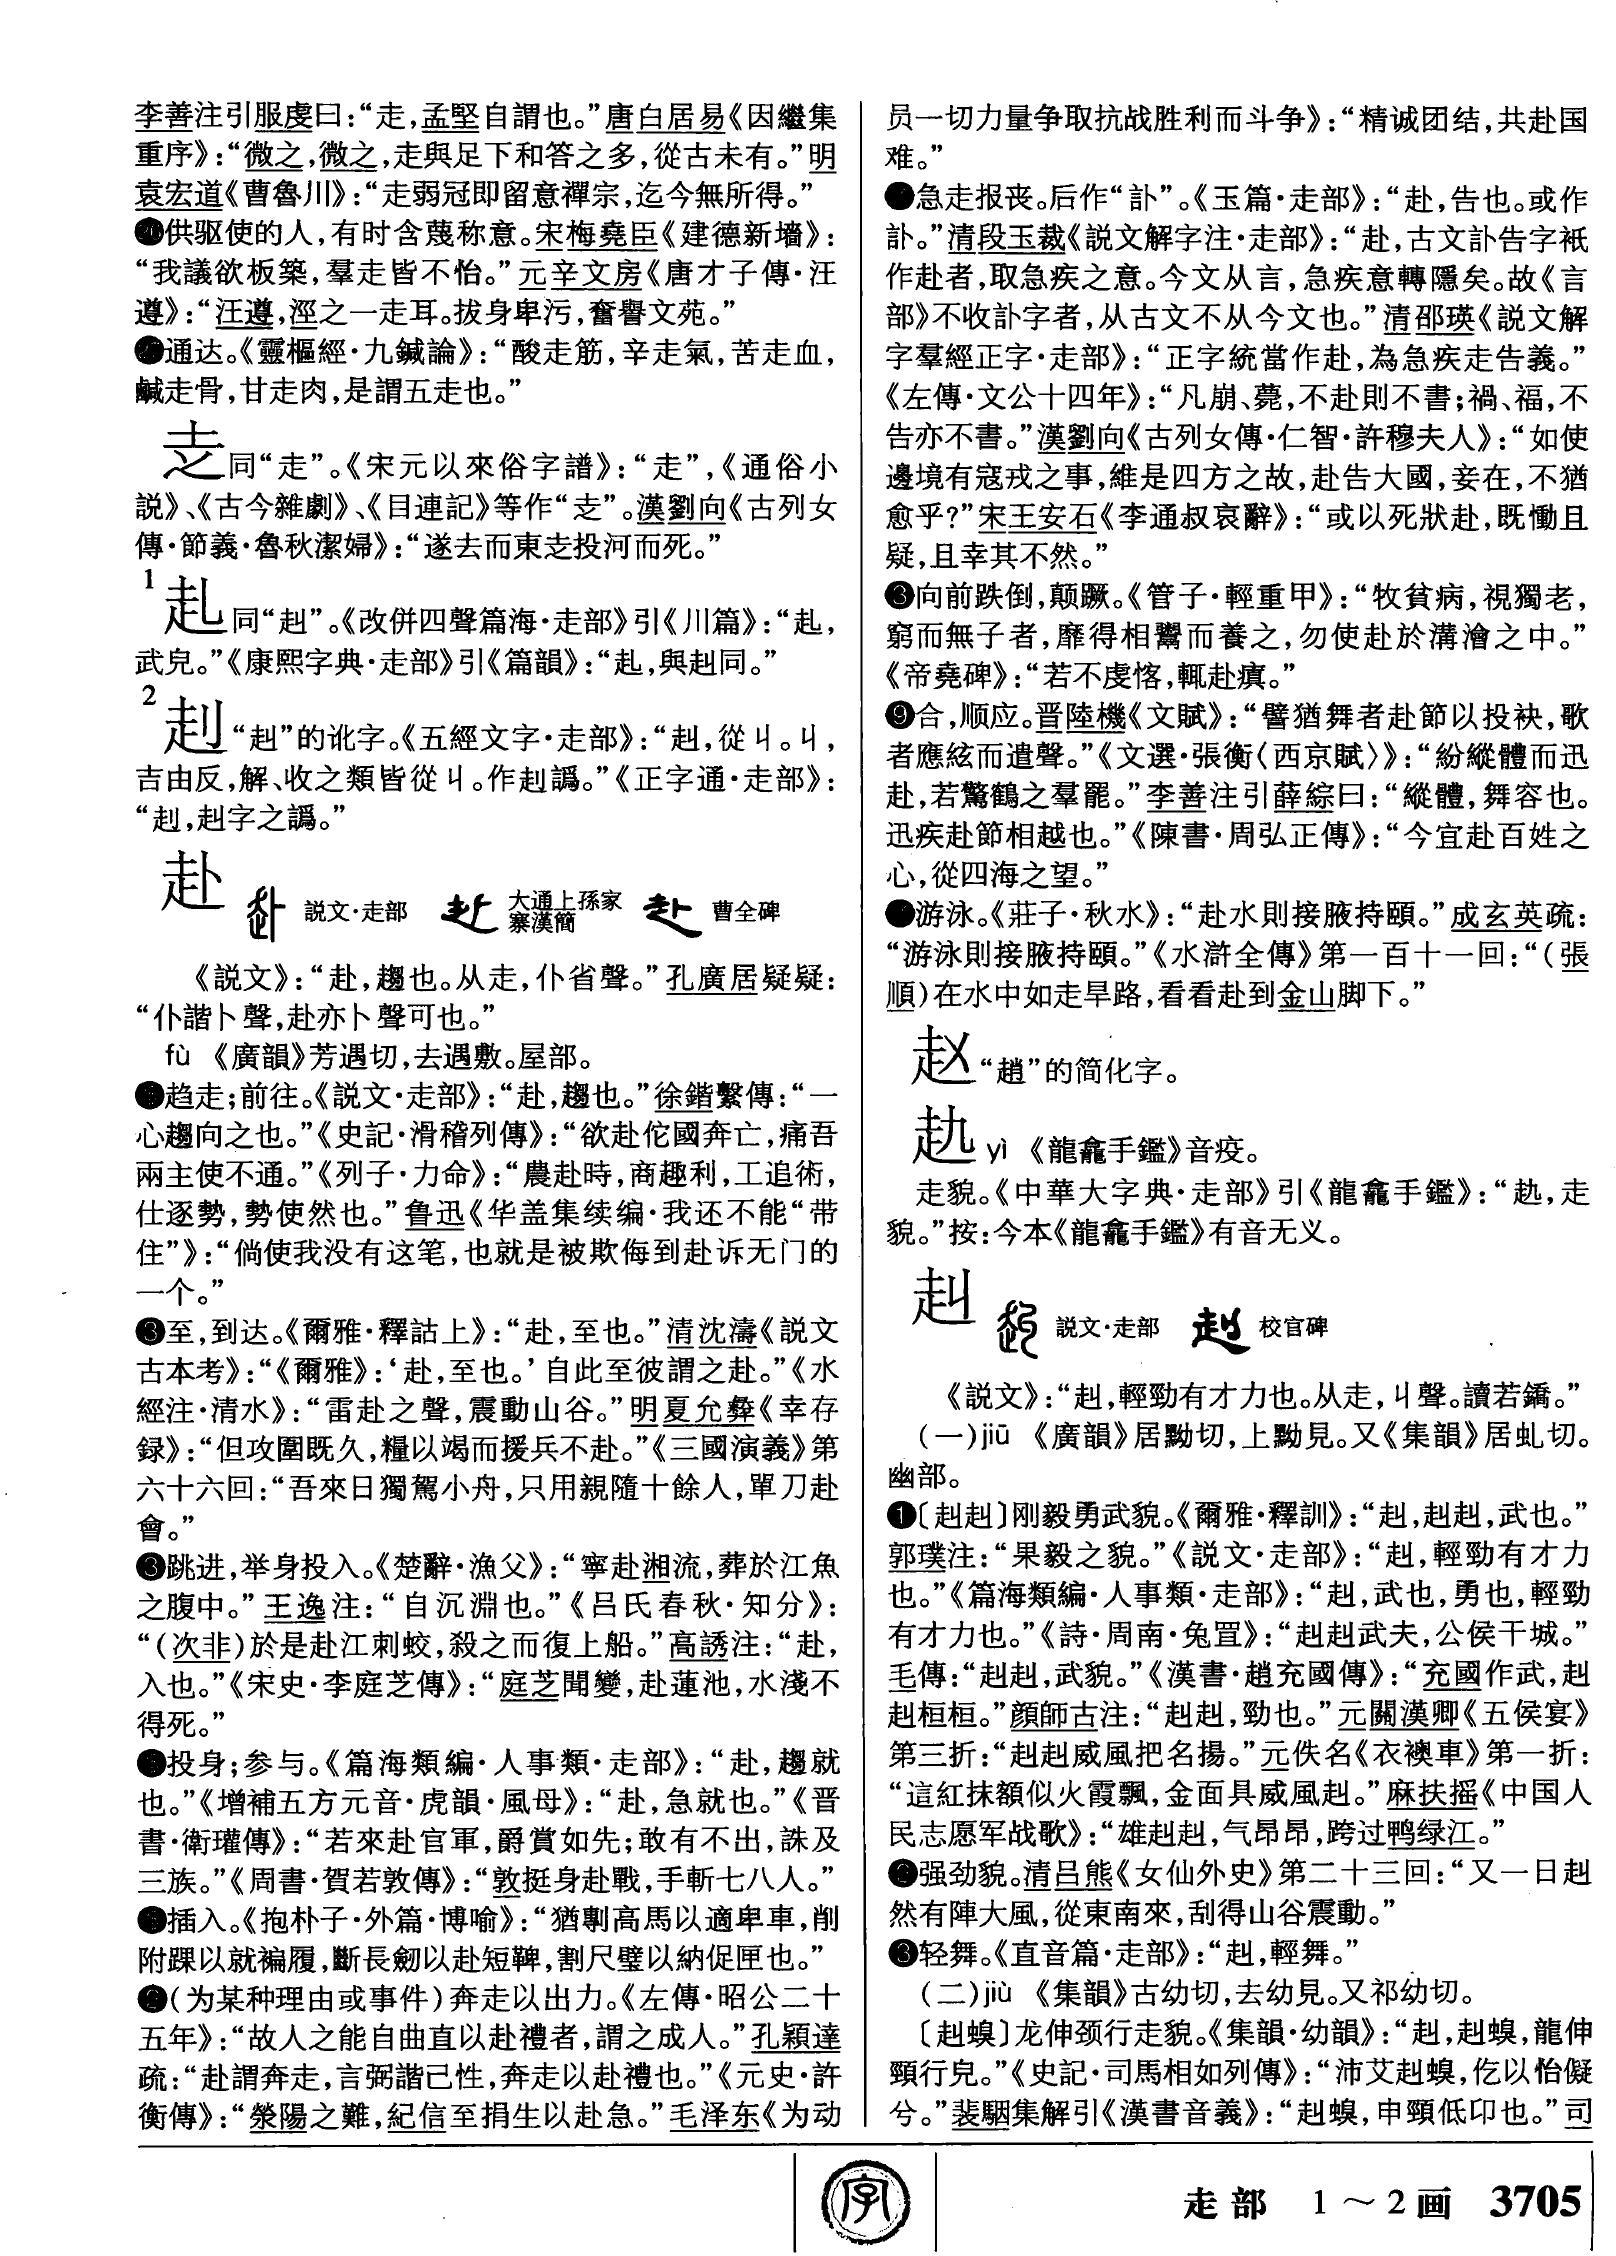 李善注引服虔曰：“走，孟堅自謂也。”唐白居易《因繼集
重序》：“微之，微之，走與足下和答之多，從古未有。”明
袁宏道《曹魯川》：“走弱冠即留意禪宗，迄今無所得。”
供驱使的人，有时含蔑称意。宋梅堯臣《建德新墻》：
“我議欲板築，羣走皆不怡。”元辛文房《唐才子傳·汪
遵》：“汪遵，涇之一走耳。拔身卑污，奮譽文苑。”
通达。《靈樞經·九鍼論》：“酸走筋，辛走氣，苦走血，
鹹走骨，甘走肉，是謂五走也。”
赱同“走”。《宋元以來俗字譜》：“走”，《通俗小
説》、《古今雜劇》、《目連記》等作“赱”。漢劉向《古列女
傳·節義·魯秋潔婦》：“遂去而東赱投河而死。”
1
赸同“赳”。《改併四聲篇海·走部》引《川篇》：“，
武皃。”《康熙字典·走部》引《篇韻》：“，與赳同。”
2
“赳”的讹字。《五經文字·走部》：“赳，從丩。丩，
吉由反，解、收之類皆從丩。作譌。”《正字通·走部》：
“，赳字之譌。”
赴
説文·走部 大通上孫家寨漢簡 曹全碑
《説文》：“赴，趨也。从走，仆省聲。”孔廣居疑疑：
“仆諧卜聲，赴亦卜聲可也。”
fù 《廣韻》芳遇切，去遇敷。屋部。
趋走；前往。《説文·走部》：“赴，趨也。”徐鍇繫傳：“一
心趨向之也。”《史記·滑稽列傳》：“欲赴佗國奔亡，痛吾
兩主使不通。”《列子·力命》：“農赴時，商趣利，工追術，
仕逐勢，勢使然也。”鲁迅《华盖集续编·我还不能“带
住”》：“倘使我没有这笔，也就是被欺侮到赴诉无门的
一个。”
❸至，到达。《爾雅·釋詁上》：“赴，至也。”清沈濤《説文
古本考》：“《爾雅》：‘赴，至也。’自此至彼謂之赴。”《水
經注·清水》：“雷赴之聲，震動山谷。”明夏允彝《幸存
録》：“但攻圍既久，糧以竭而援兵不赴。”《三國演義》第
六十六回：“吾來日獨駕小舟，只用親隨十餘人，單刀赴
會。”
❸跳进，举身投入。《楚辭·漁父》：“寧赴湘流，葬於江魚
之腹中。”王逸注：“自沉淵也。”《吕氏春秋·知分》：
“（次非）於是赴江刺蛟，殺之而復上船。”高誘注：“赴，
入也。”《宋史·李庭芝傳》：“庭芝聞變，赴蓮池，水淺不
得死。”
投身；参与。《篇海類編·人事類·走部》：“赴，趨就
也。”《增補五方元音·虎韻·風母》：“赴，急就也。”《晋
書·衛瓘傳》：“若來赴官軍，爵賞如先；敢有不出，誅及
三族。”《周書·賀若敦傳》：“敦挺身赴戰，手斬七八人。”
插入。《抱朴子·外篇·博喻》：“猶剸高馬以適卑車，削
附踝以就褊履，斷長劒以赴短鞞，割尺璧以納促匣也。”
（为某种理由或事件）奔走以出力。《左傳·昭公二十
五年》：“故人之能自曲直以赴禮者，謂之成人。”孔穎達
疏：“赴謂奔走，言弼諧己性，奔走以赴禮也。”《元史·許
衡傳》：“滎陽之難，紀信至捐生以赴急。”毛泽东《为动
员一切力量争取抗战胜利而斗争》：“精诚团结，共赴国
难。”
急走报丧。后作“訃”。《玉篇·走部》：“赴，告也。或作
訃。”清段玉裁《説文解字注·走部》：“赴，古文訃告字衹
作赴者，取急疾之意。今文从言，急疾意轉隱矣。故《言
部》不收訃字者，从古文不从今文也。”清邵瑛《説文解
字羣經正字·走部》：“正字統當作赴，為急疾走告義。”
《左傳·文公十四年》：“凡崩、薨，不赴則不書；禍、福，不
告亦不書。”漢劉向《古列女傳·仁智·許穆夫人》：“如使
邊境有寇戎之事，維是四方之故，赴告大國，妾在，不猶
愈乎？”宋王安石《李通叔哀辭》：“或以死狀赴，既慟且
疑，且幸其不然。”
❸向前跌倒，颠蹶。《管子·輕重甲》：“牧貧病，視獨老，
窮而無子者，靡得相鬻而養之，勿使赴於溝澮之中。”
《帝堯碑》：“若不虔愘，輒赴瘨。”
❾合，顺应。晋陸機《文賦》：“譬猶舞者赴節以投袂，歌
者應絃而遣聲。”《文選·張衡〈西京賦〉》：“紛縱體而迅
赴，若驚鶴之羣罷。”李善注引薛綜曰：“縱體，舞容也。
迅疾赴節相越也。”《陳書·周弘正傳》：“今宜赴百姓之
心，從四海之望。”
游泳。《莊子·秋水》：“赴水則接腋持頤。”成玄英疏：
“游泳則接腋持頤。”《水滸全傳》第一百十一回：“（張
順）在水中如走旱路，看看赴到金山脚下。”
赵“趙”的简化字。
yì 《龍龕手鑑》音疫。
走貌。《中華大字典·走部》引《龍龕手鑑》：“，走
貌。”按：今本《龍龕手鑑》有音无义。
赳
説文·走部 校官碑
《説文》：“赳，輕勁有才力也。从走，丩聲。讀若鐈。”
（一）jiū 《廣韻》居黝切，上黝見。又《集韻》居虬切。
幽部。
❶〔赳赳〕刚毅勇武貌。《爾雅·釋訓》：“赳，赳赳，武也。”
郭璞注：“果毅之貌。”《説文·走部》：“赳，輕勁有才力
也。”《篇海類編·人事類·走部》：“赳，武也，勇也，輕勁
有才力也。”《詩·周南·兔罝》：“赳赳武夫，公侯干城。”
毛傳：“赳赳，武貌。”《漢書·趙充國傳》：“充國作武，赳
赳桓桓。”顔師古注：“赳赳，勁也。”元關漢卿《五侯宴》
第三折：“赳赳威風把名揚。”元佚名《衣襖車》第一折：
“這紅抹額似火霞飄，金面具威風赳。”麻扶摇《中国人
民志愿军战歌》：“雄赳赳，气昂昂，跨过鸭绿江。”
❷强劲貌。清吕熊《女仙外史》第二十三回：“又一日赳
然有陣大風，從東南來，刮得山谷震動。”
❸轻舞。《直音篇·走部》：“赳，輕舞。”
（二）jiù 《集韻》古幼切，去幼見。又祁幼切。
〔赳螑〕龙伸颈行走貌。《集韻·幼韻》：“赳，赳螑，龍伸
頸行皃。”《史記·司馬相如列傳》：“沛艾赳螑，仡以佁儗
兮。”裴駰集解引《漢書音義》：“赳螑，申頸低卬也。”司
字
走部 1～2画 3705